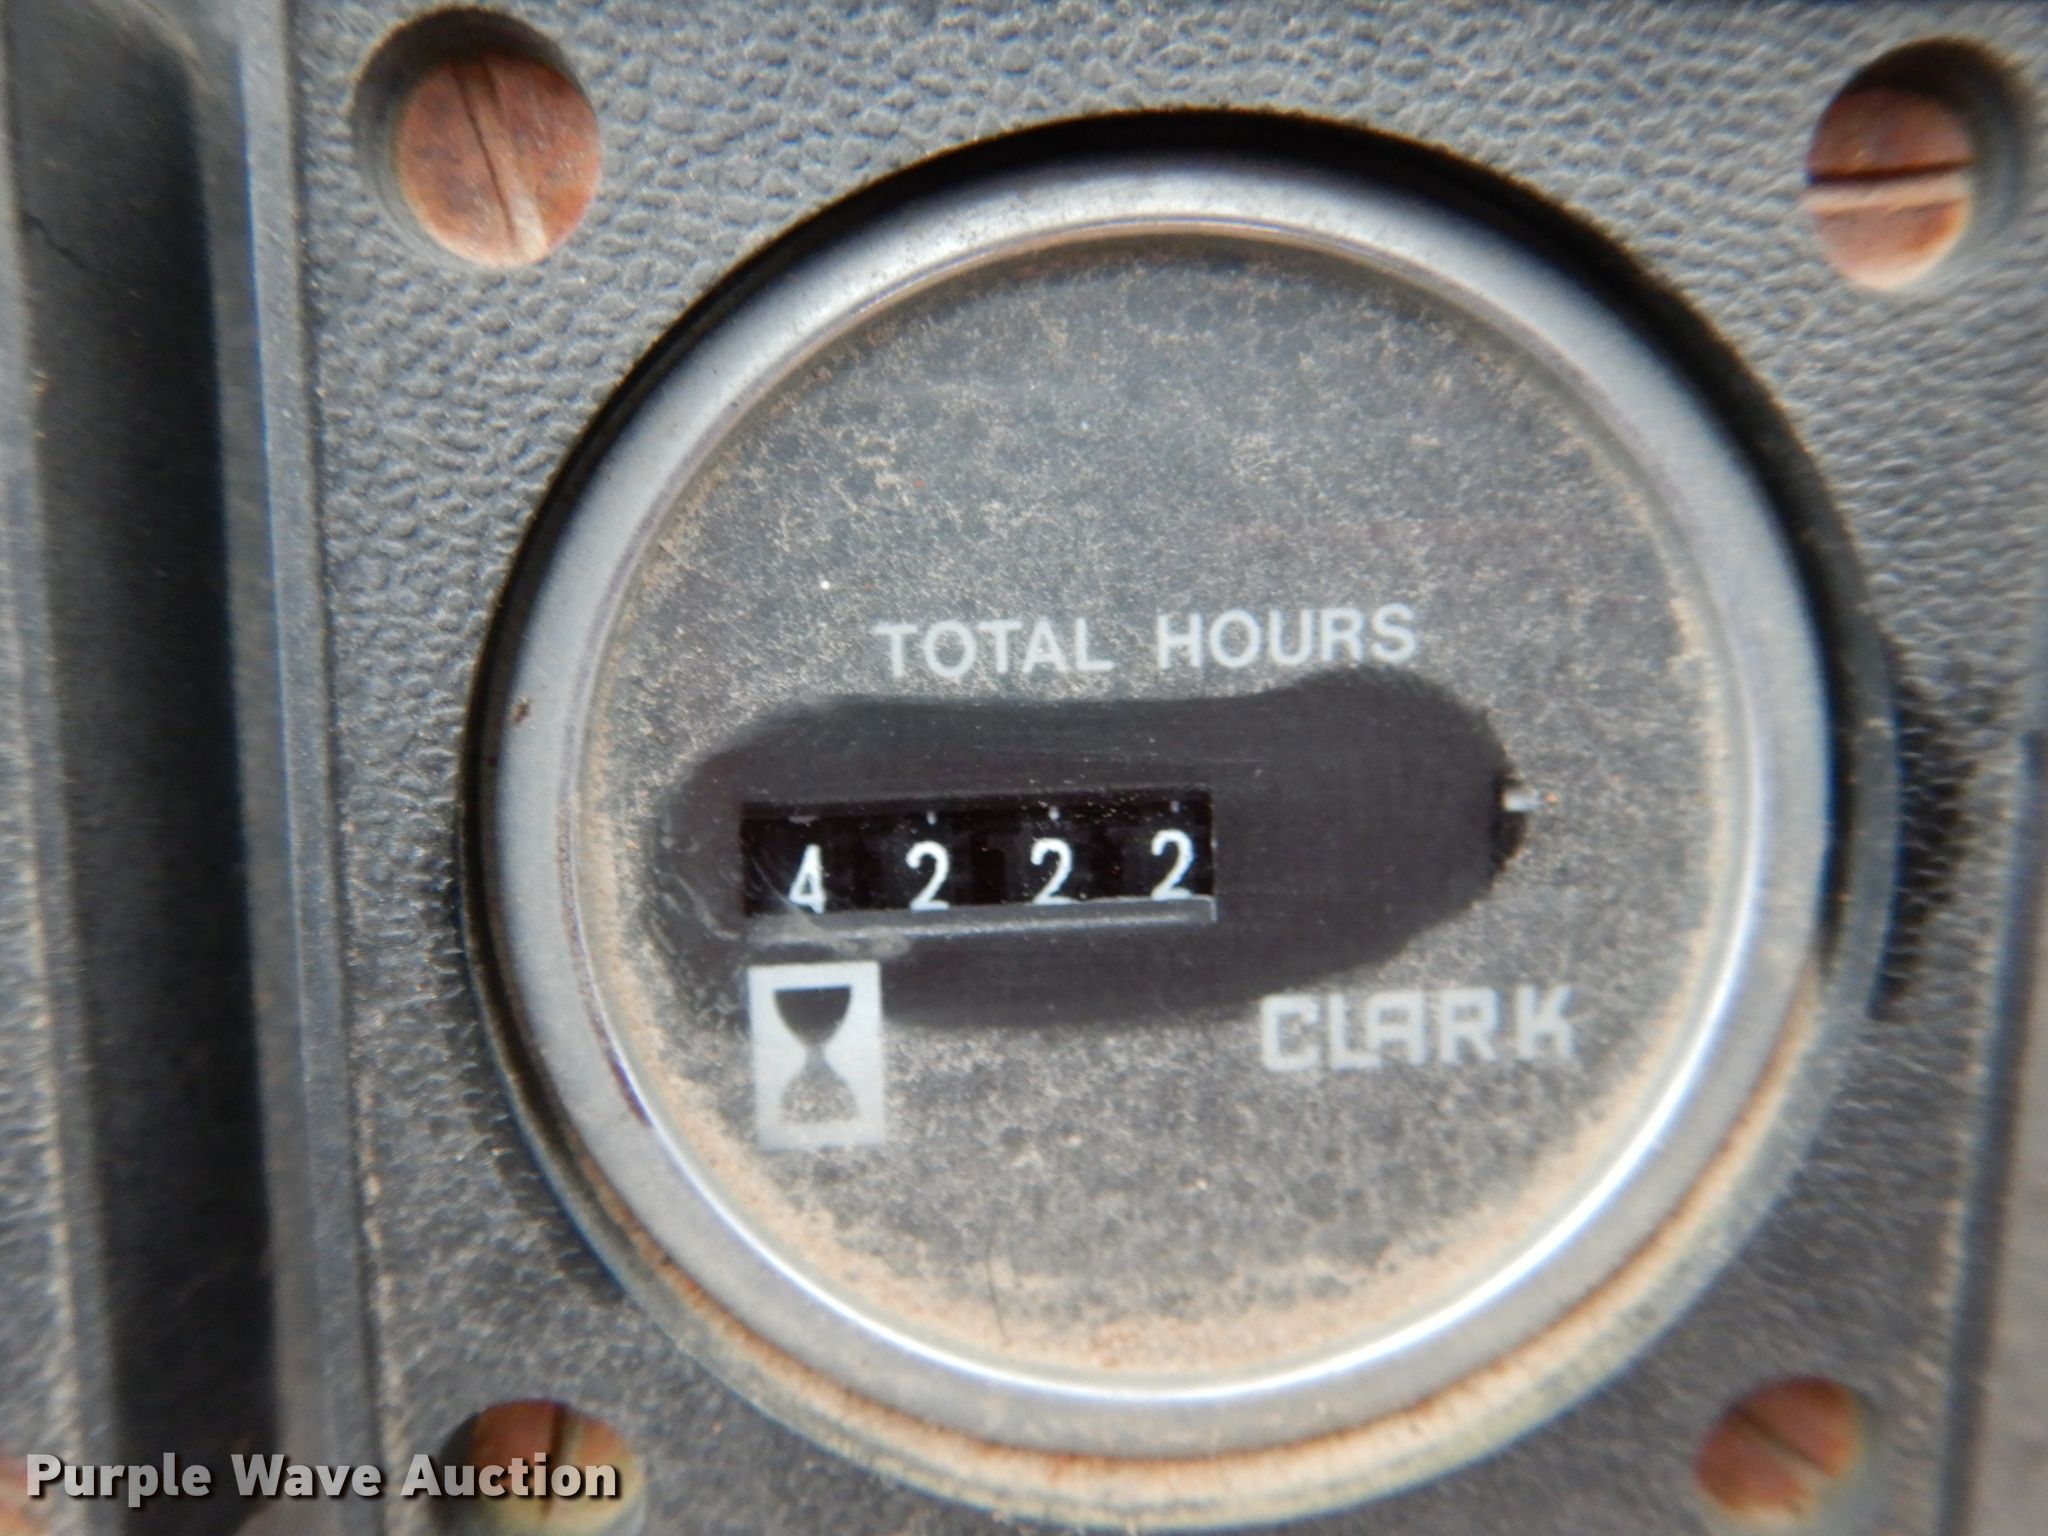 TOTAL HOURS
4222
CLARK
Purple Wave Auction